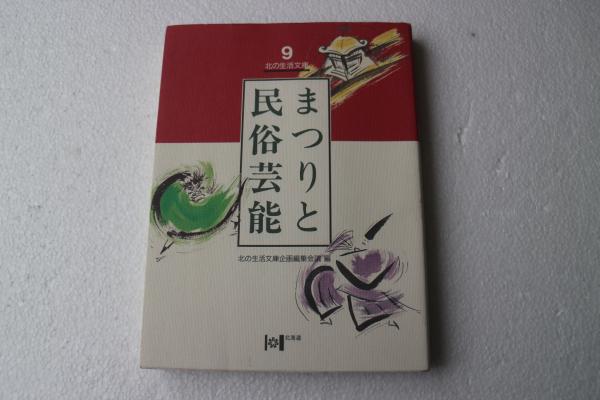 9
北の生活文庫
まつりと
民俗芸能
北の生活文庫企画編集会議 編
北海道